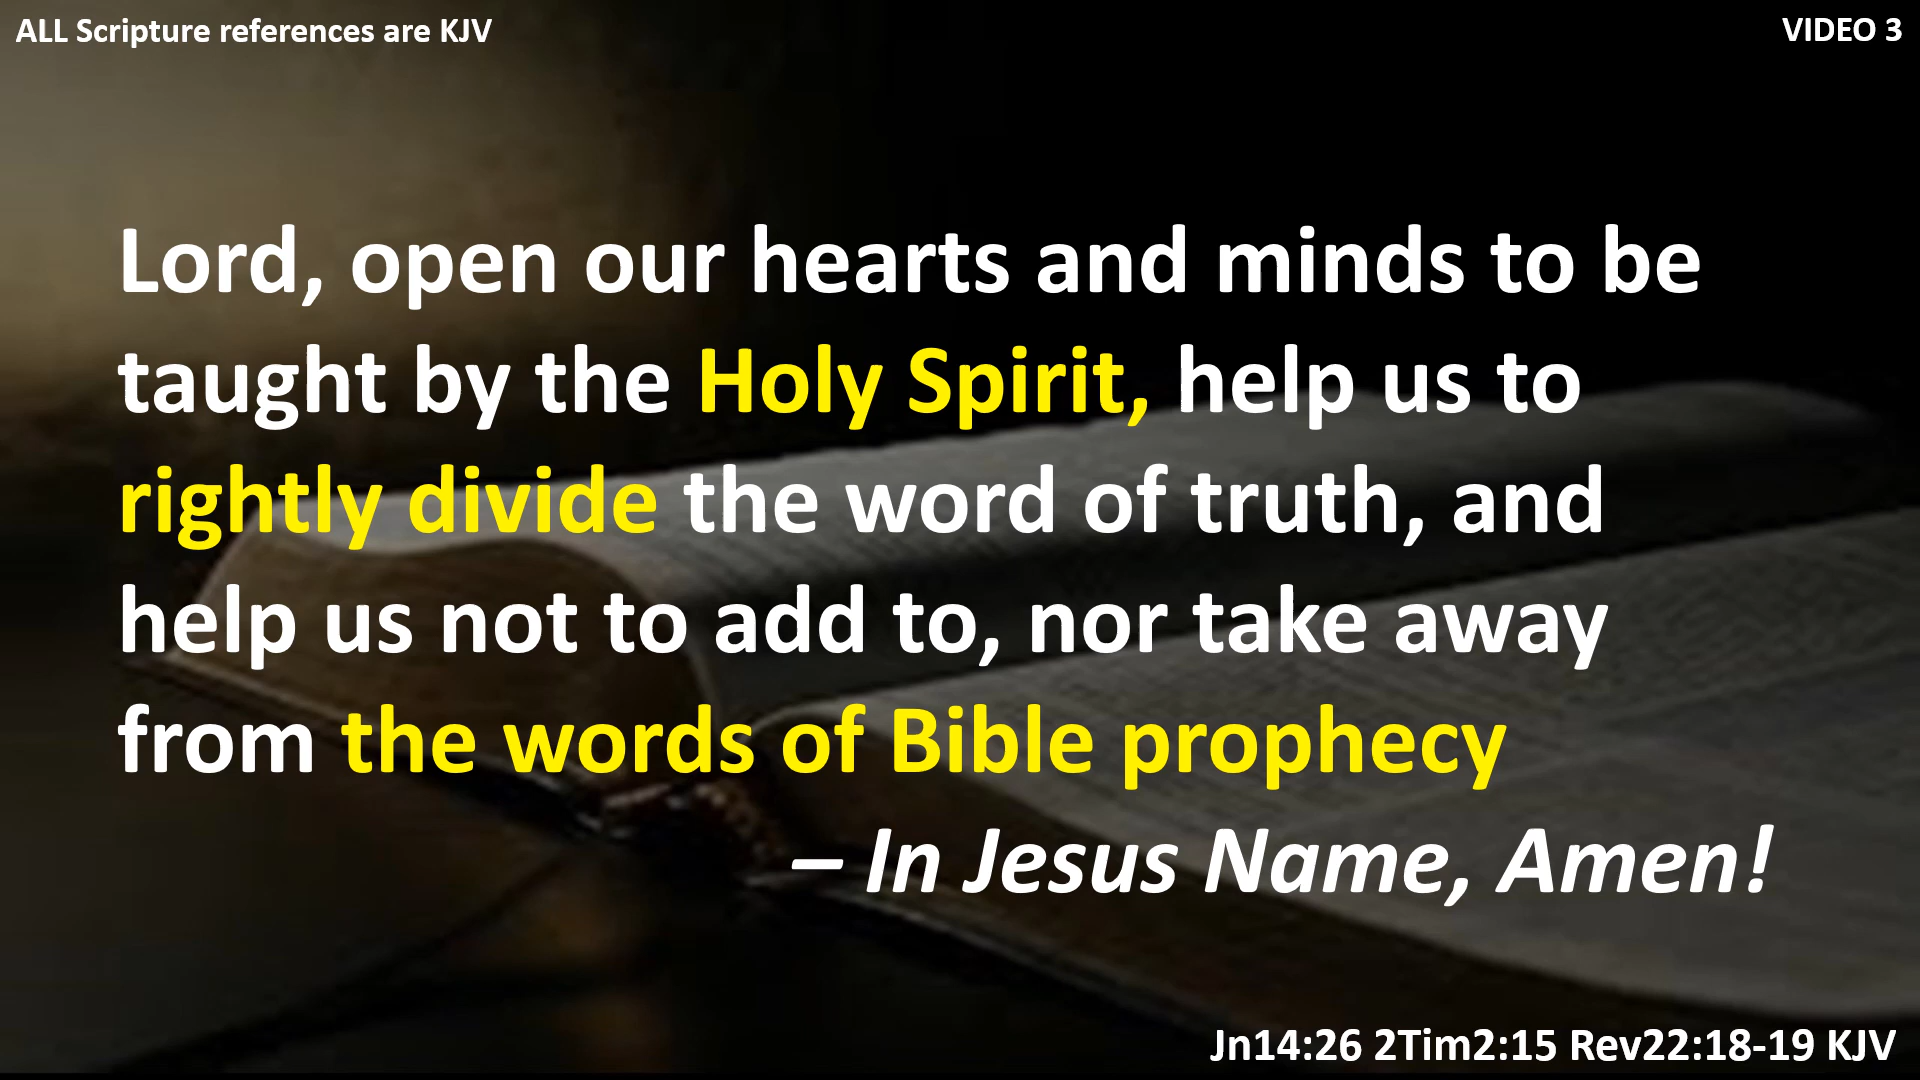 ALL Scripture references are KJV
VIDEO 3
Lord, open our hearts and minds to be
taught by the Holy Spirit, help us to
rightly divide the word of truth, and
help us not to add to, nor take away
from the words of Bible prophecy
– In Jesus Name, Amen!
Jn14:26 2Tim2:15 Rev22:18-19 KJV